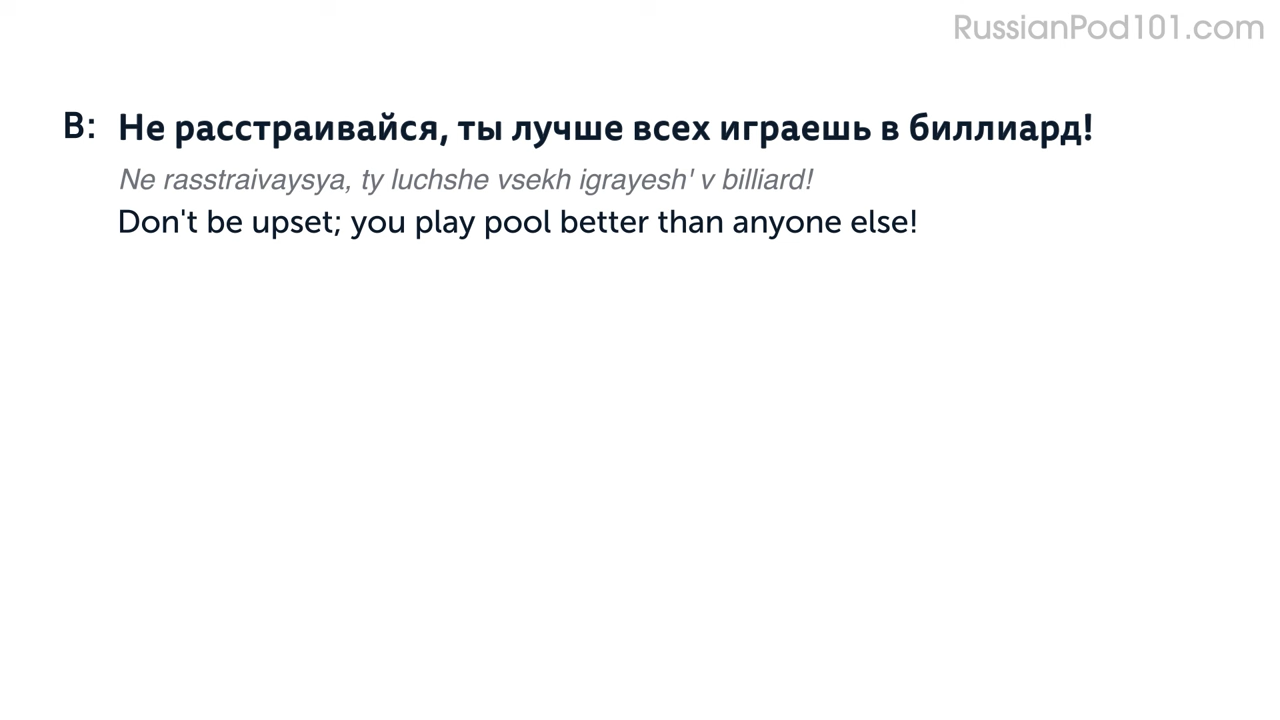 RussianPod101.com
B: Не расстраивайся, ты лучше всех играешь в биллиард!
Ne rasstraivaysya, ty luchshe vsekh igrayesh' v billiard!
Don't be upset; you play pool better than anyone else!